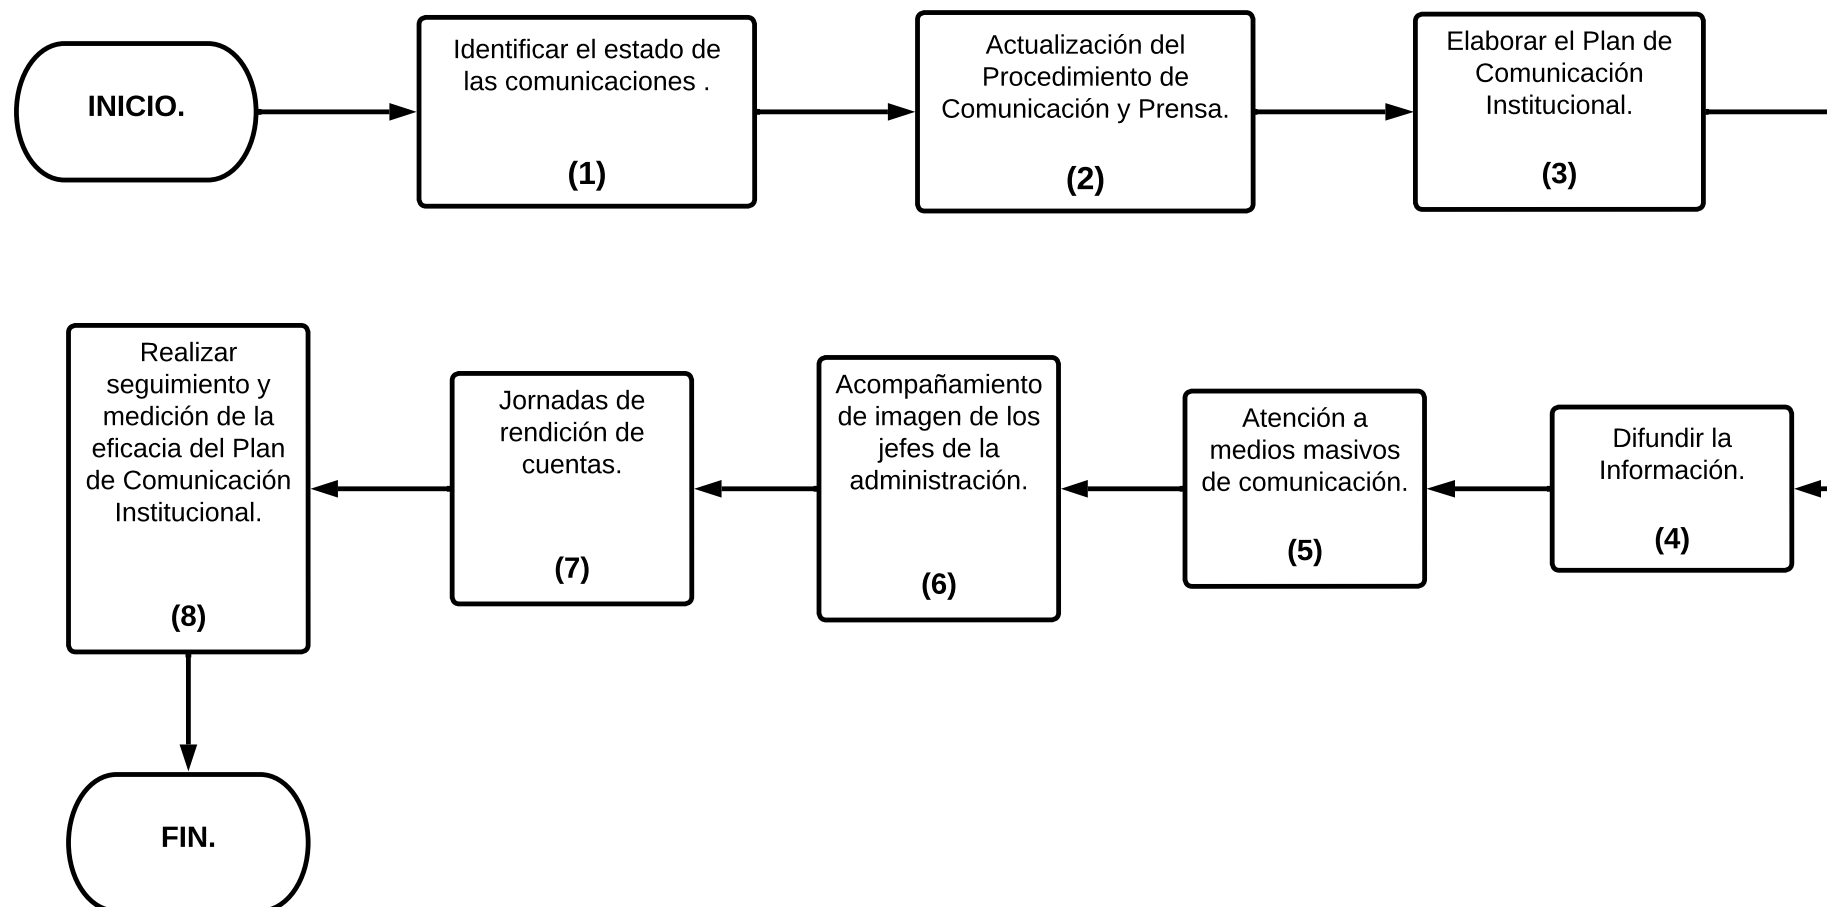 INICIO.
Identificar el estado de
las comunicaciones .
(1)
Actualización del
Procedimiento de
Comunicación y Prensa.
(2)
Elaborar el Plan de
Comunicación
Institucional.
(3)
Difundir la
Información.
(4)
Atención a
medios masivos
de comunicación.
(5)
Acompañamiento
de imagen de los
jefes de la
administración.
(6)
Jornadas de
rendición de
cuentas.
(7)
Realizar
seguimiento y
medición de la
eficacia del Plan
de Comunicación
Institucional.
(8)
FIN.